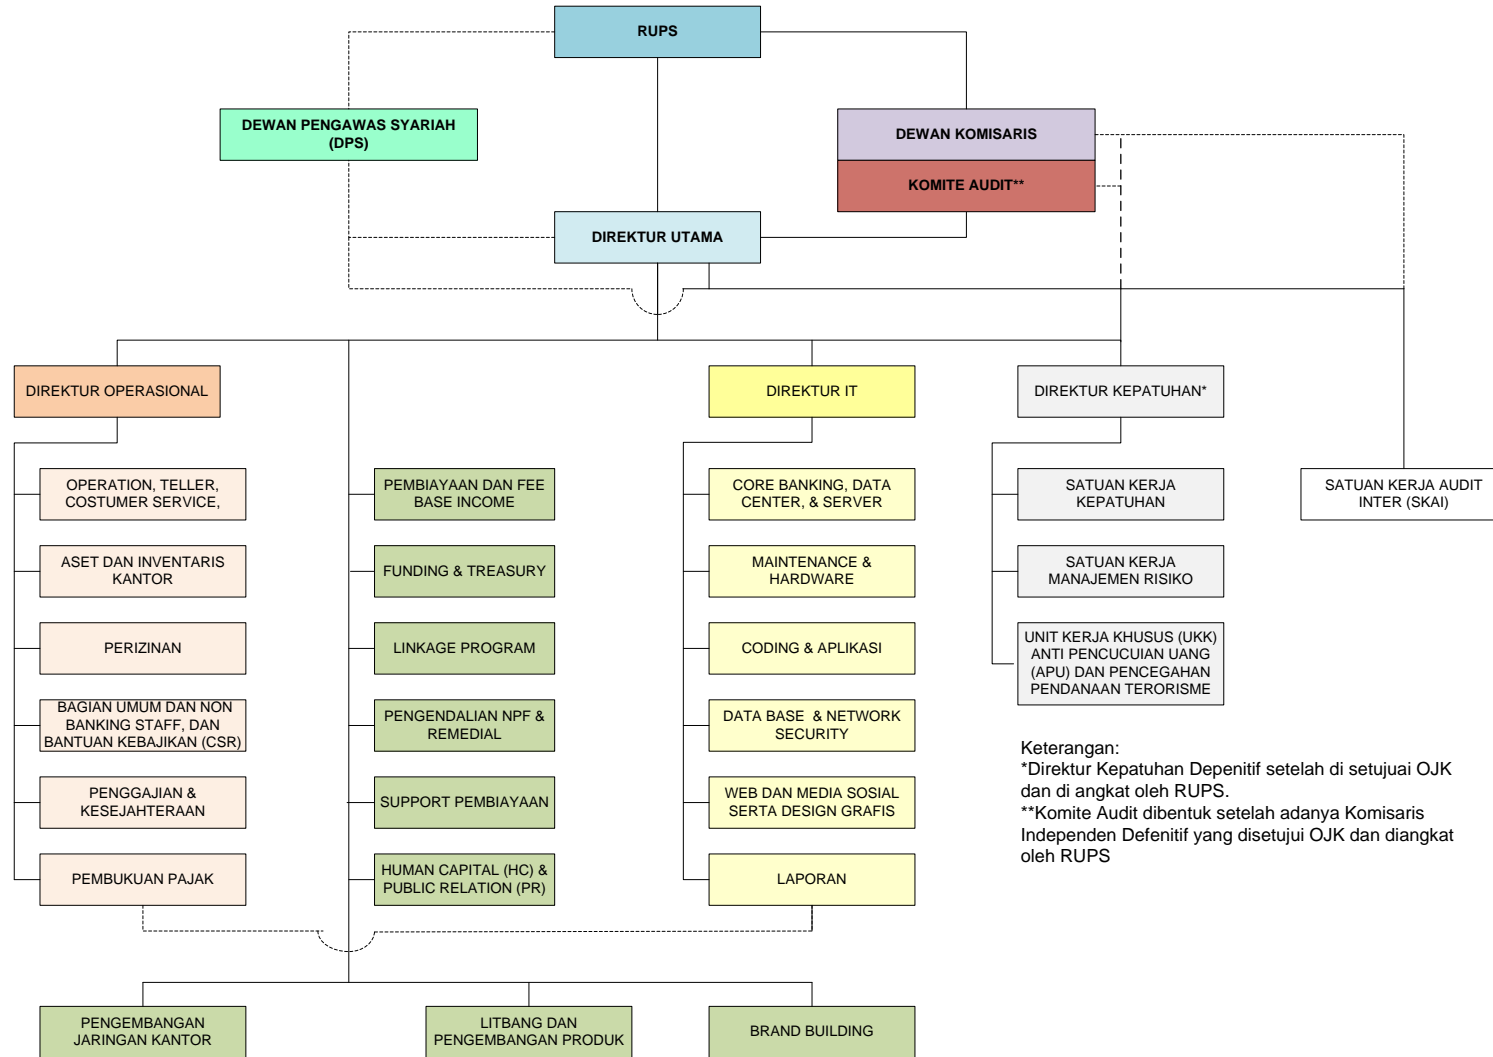 RUPS
DEWAN PENGAWAS SYARIAH
(DPS)
DEWAN KOMISARIS
KOMITE AUDIT**
DIREKTUR UTAMA
DIREKTUR OPERASIONAL
DIREKTUR IT
DIREKTUR KEPATUHAN*
OPERATION, TELLER,
COSTUMER SERVICE,
PEMBIAYAAN DAN FEE
BASE INCOME
CORE BANKING, DATA
CENTER, & SERVER
SATUAN KERJA
KEPATUHAN
SATUAN KERJA AUDIT
INTER (SKAI)
ASET DAN INVENTARIS
KANTOR
FUNDING & TREASURY
MAINTENANCE &
HARDWARE
SATUAN KERJA
MANAJEMEN RISIKO
PERIZINAN
LINKAGE PROGRAM
CODING & APLIKASI
UNIT KERJA KHUSUS (UKK)
ANTI PENCUCUIAN UANG
(APU) DAN PENCEGAHAN
PENDANAAN TERORISME
BAGIAN UMUM DAN NON
BANKING STAFF, DAN
BANTUAN KEBAJIKAN (CSR)
PENGENDALIAN NPF &
REMEDIAL
DATA BASE  & NETWORK
SECURITY
PENGGAJIAN &
KESEJAHTERAAN
SUPPORT PEMBIAYAAN
WEB DAN MEDIA SOSIAL
SERTA DESIGN GRAFIS
PEMBUKUAN PAJAK
HUMAN CAPITAL (HC) &
PUBLIC RELATION (PR)
LAPORAN
Keterangan:
*Direktur Kepatuhan Depenitif setelah di setujuai OJK
dan di angkat oleh RUPS.
**Komite Audit dibentuk setelah adanya Komisaris
Independen Defenitif yang disetujui OJK dan diangkat
oleh RUPS
PENGEMBANGAN
JARINGAN KANTOR
LITBANG DAN
PENGEMBANGAN PRODUK
BRAND BUILDING